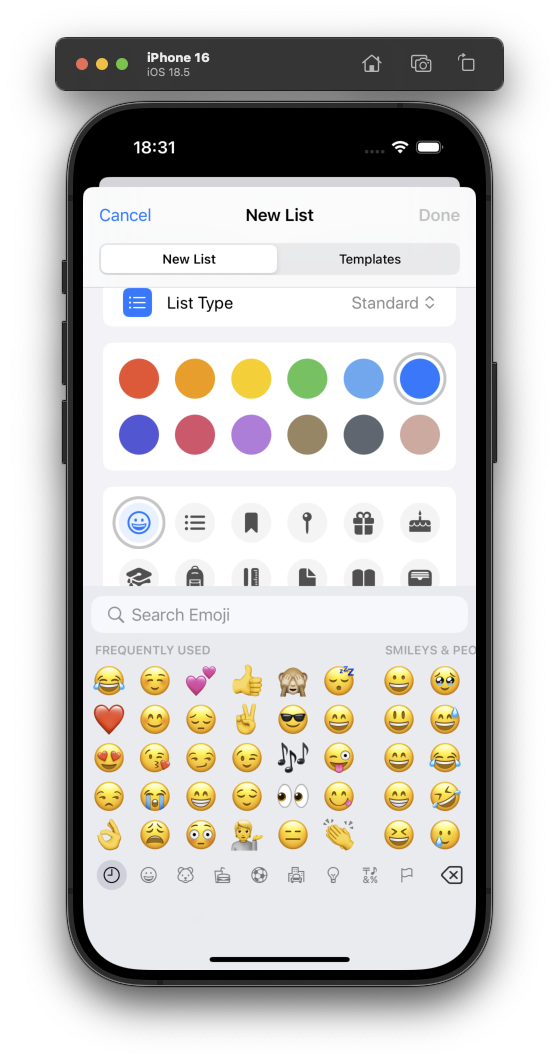 iPhone 16
iOS 18.5
18:31
Cancel
New List
Done
New List
Templates
List Type
Standard
Search Emoji
FREQUENTLY USED
SMILEYS & PEO